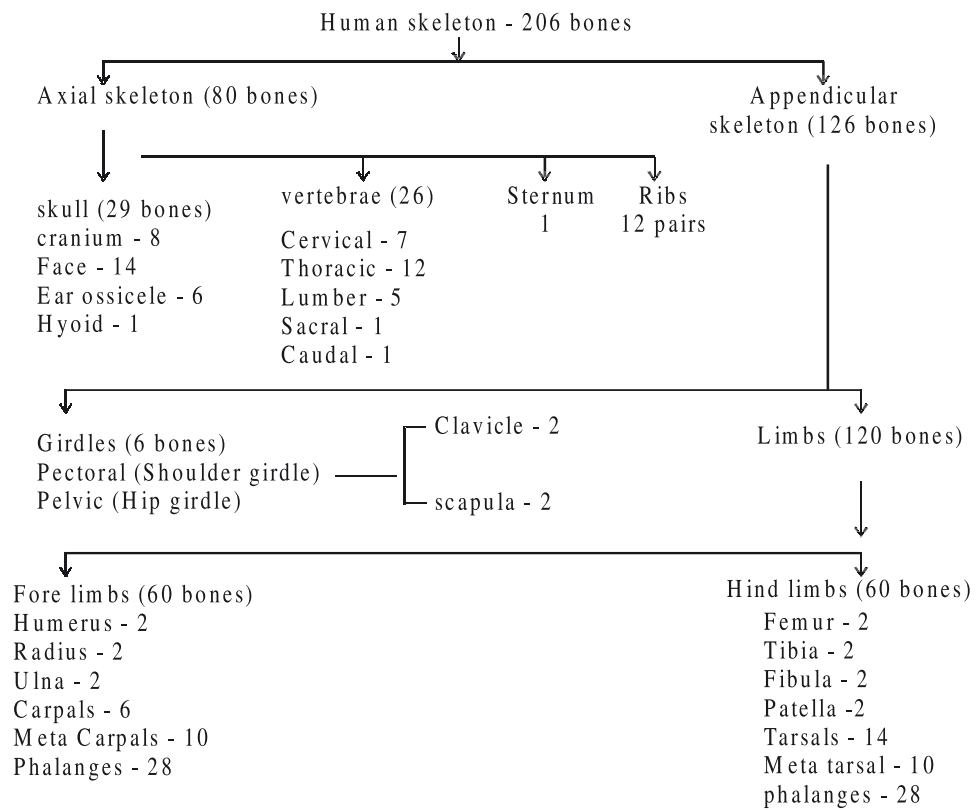 Human skeleton - 206 bones
Axial skeleton (80 bones)
Appendicular
skeleton (126 bones)
skull (29 bones)
cranium - 8
Face - 14
Ear ossicele - 6
Hyoid - 1
vertebrae (26)
Cervical - 7
Thoracic - 12
Lumber - 5
Sacral - 1
Caudal - 1
Sternum
1
Ribs
12 pairs
Girdles (6 bones)
Pectoral (Shoulder girdle)
Pelvic (Hip girdle)
Clavicle - 2
scapula - 2
Limbs (120 bones)
Fore limbs (60 bones)
Humerus - 2
Radius - 2
Ulna - 2
Carpals - 6
Meta Carpals - 10
Phalanges - 28
Hind limbs (60 bones)
Femur - 2
Tibia - 2
Fibula - 2
Patella -2
Tarsals - 14
Meta tarsal - 10
phalanges - 28